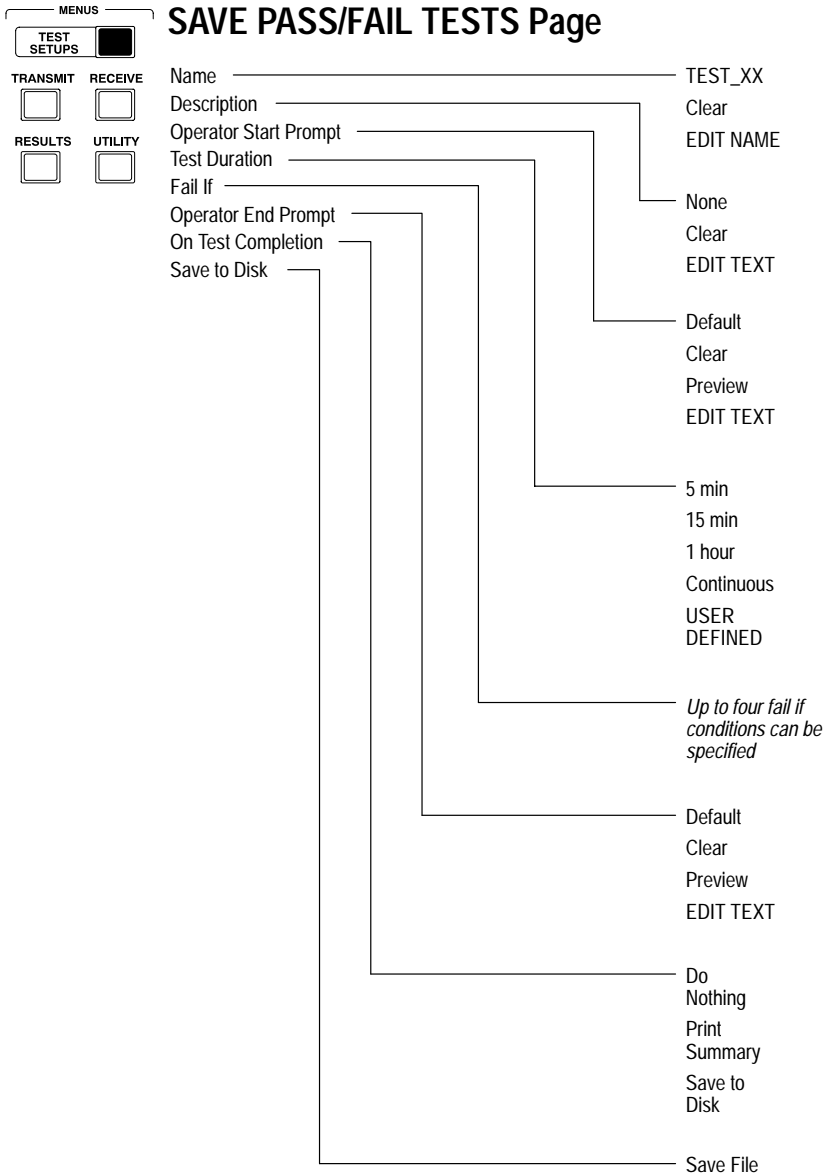 MENUS
TEST
SETUPS
TRANSMIT RECEIVE
RESULTS UTILITY
SAVE PASS/FAIL TESTS Page
Name
Description
Operator Start Prompt
Test Duration
Fail If
Operator End Prompt
On Test Completion
Save to Disk
TEST_XX
Clear
EDIT NAME
None
Clear
EDIT TEXT
Default
Clear
Preview
EDIT TEXT
5 min
15 min
1 hour
Continuous
USER
DEFINED
Up to four fail if
conditions can be
specified
Default
Clear
Preview
EDIT TEXT
Do
Nothing
Print
Summary
Save to
Disk
Save File